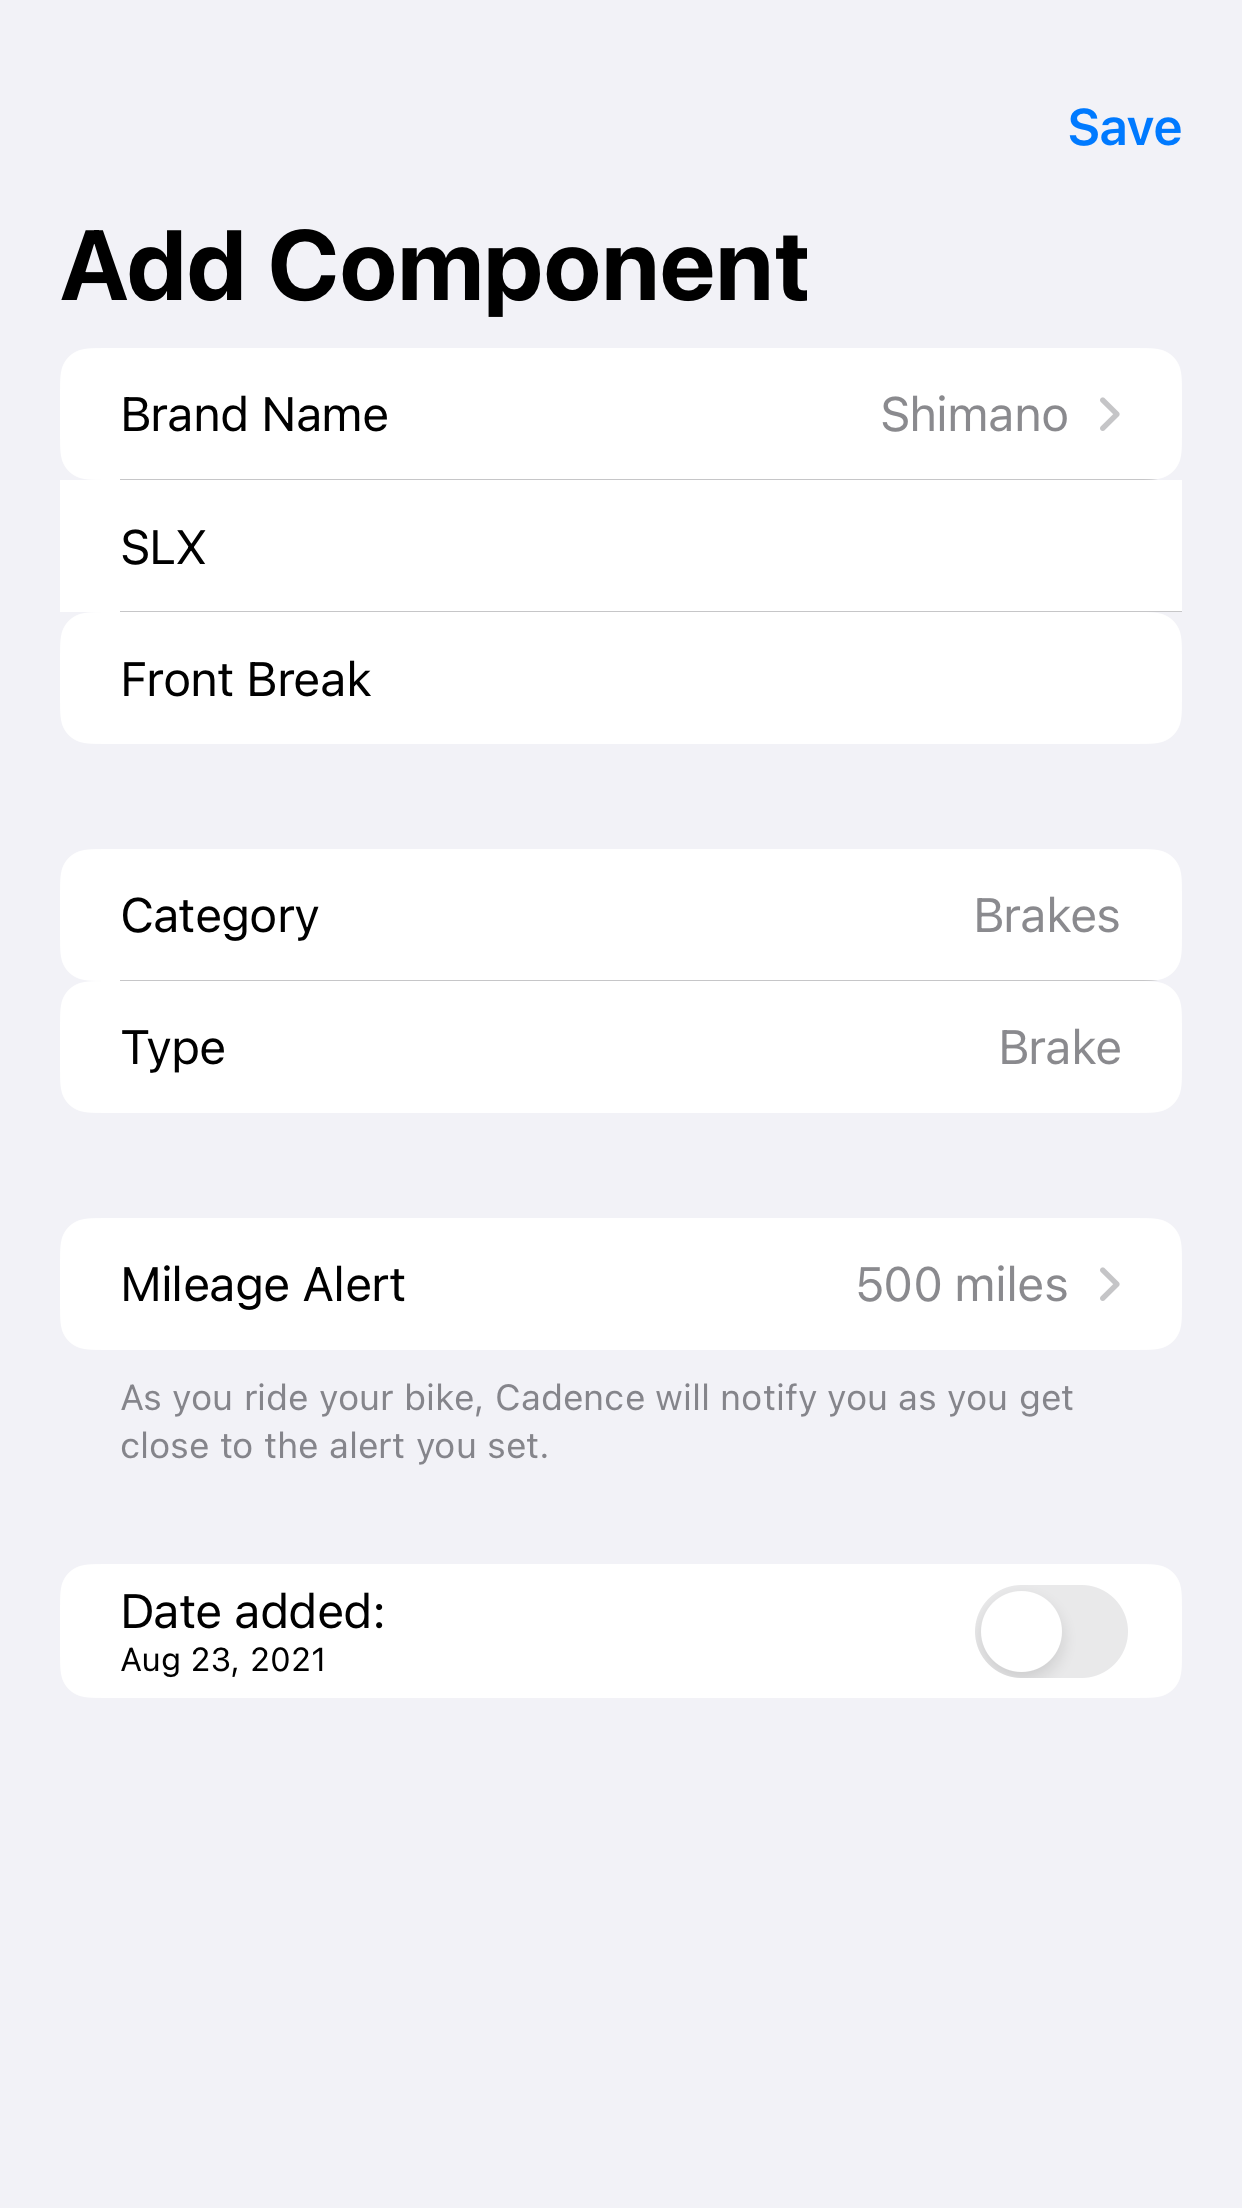 Save
Add Component
Brand Name Shimano
SLX
Front Break
Category Brakes
Type Brake
Mileage Alert 500 miles
As you ride your bike, Cadence will notify you as you get
close to the alert you set.
Date added:
Aug 23, 2021